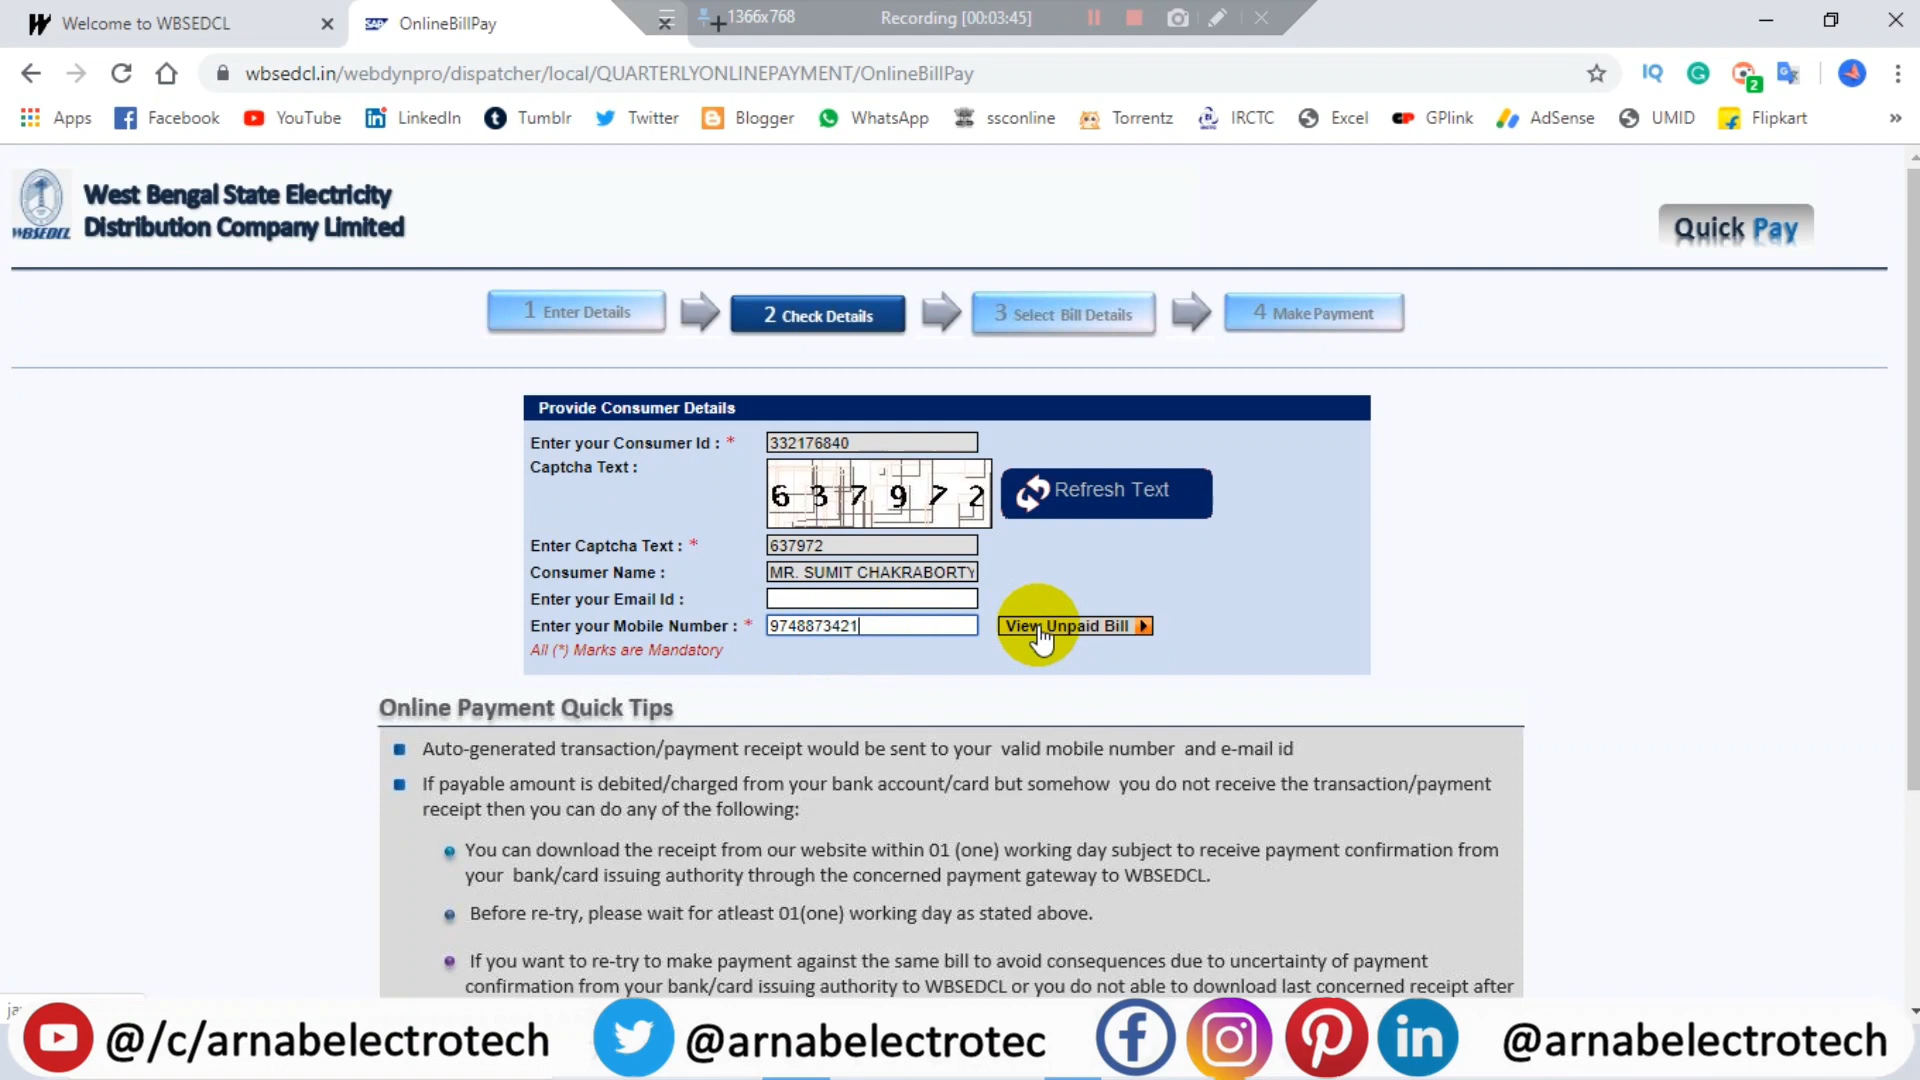 Welcome to WBSEDCL
OnlineBillPay
1366x768
Recording [00:03:45]
wbsedcl.in/webdynpro/dispatcher/local/QUARTERLYONLINEPAYMENT/OnlineBillPay
IQ
2
Apps
Facebook
YouTube
LinkedIn
Tumblr
Twitter
Blogger
WhatsApp
ssconline
Torrentz
IRCTC
Excel
GPlink
AdSense
UMID
Flipkart
»
West Bengal State Electricity
Distribution Company Limited
WBSEDCL
Quick Pay
1 Enter Details
2 Check Details
3 Select Bill Details
4 Make Payment
Provide Consumer Details
Enter your Consumer Id : * 332176840
Captcha Text :
6 3 7 9 7 2
Refresh Text
Enter Captcha Text : * 637972
Consumer Name : MR. SUMIT CHAKRABORTY
Enter your Email Id :
Enter your Mobile Number : * 9748873421
View Unpaid Bill
All (*) Marks are Mandatory
Online Payment Quick Tips
Auto-generated transaction/payment receipt would be sent to your valid mobile number and e-mail id
If payable amount is debited/charged from your bank account/card but somehow you do not receive the transaction/payment
receipt then you can do any of the following:
You can download the receipt from our website within 01 (one) working day subject to receive payment confirmation from
your bank/card issuing authority through the concerned payment gateway to WBSEDCL.
Before re-try, please wait for atleast 01(one) working day as stated above.
If you want to re-try to make payment against the same bill to avoid consequences due to uncertainty of payment
confirmation from your bank/card issuing authority to WBSEDCL or you do not able to download last concerned receipt after
@/c/arnabelectrotech
@arnabelectrotec
@arnabelectrotech